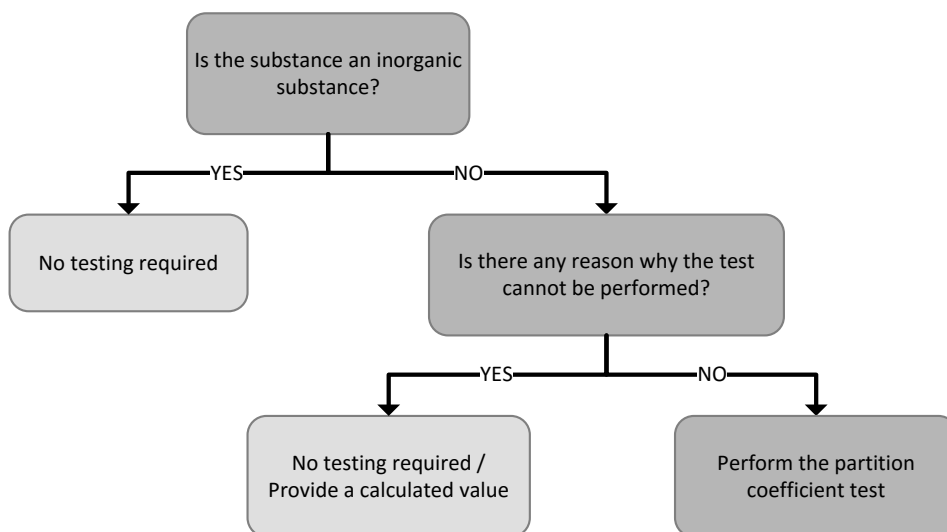 Is the substance an inorganic
substance?
YES
NO
No testing required
Is there any reason why the test
cannot be performed?
YES
NO
No testing required /
Provide a calculated value
Perform the partition
coefficient test